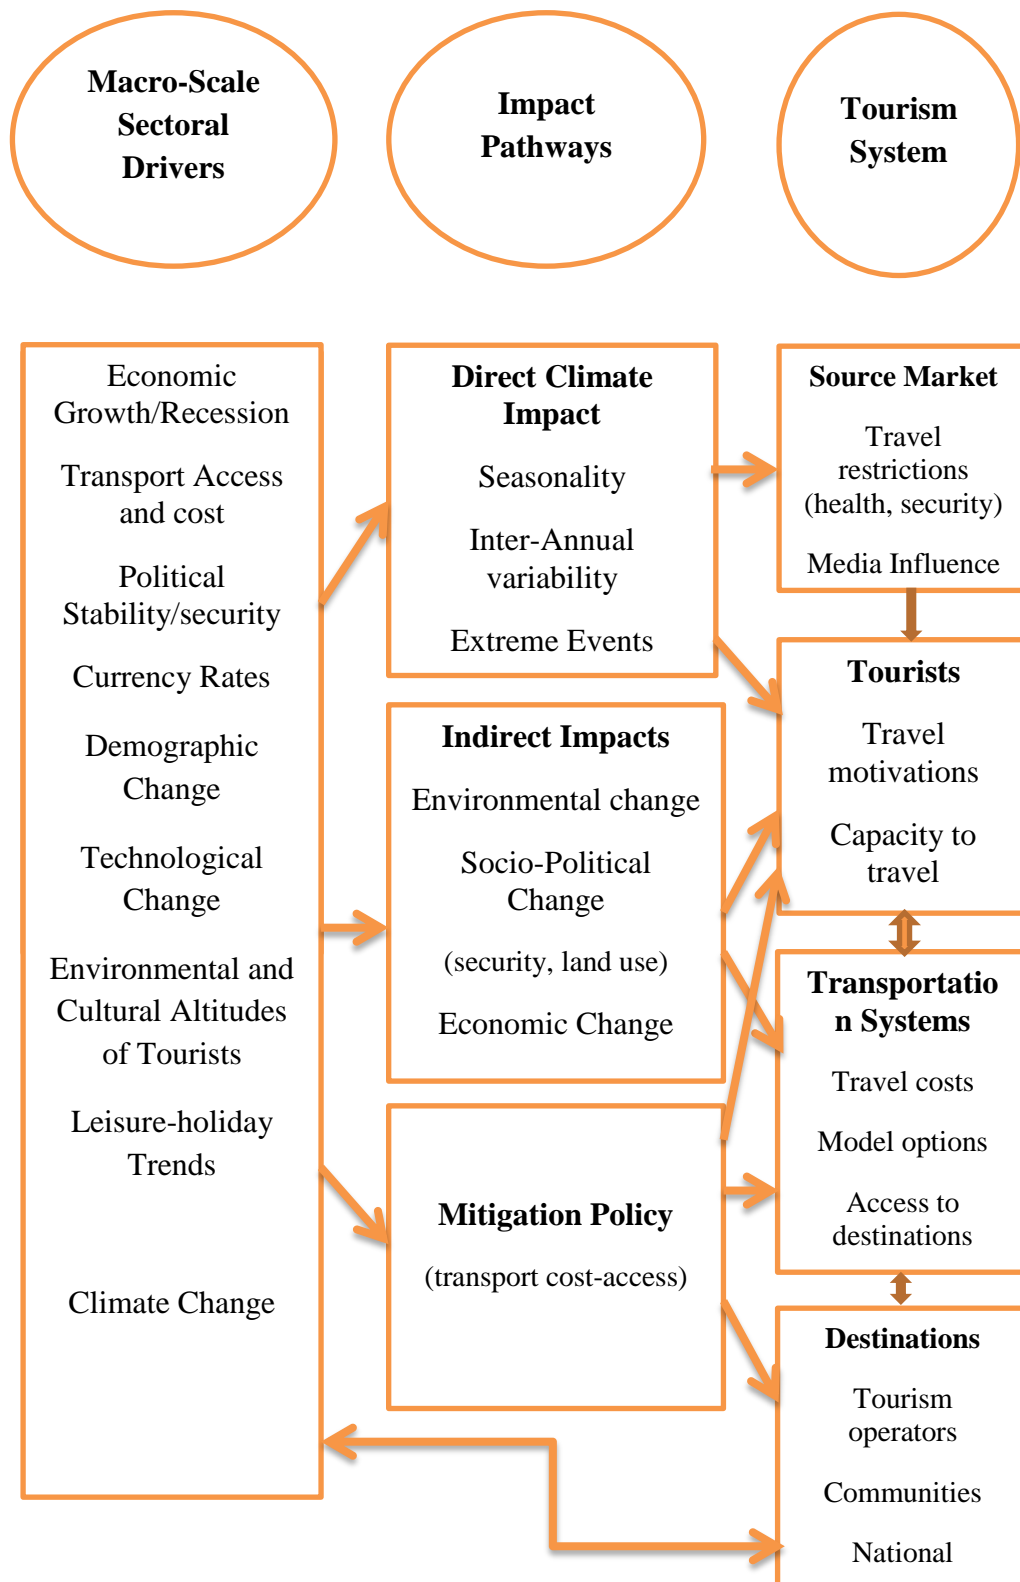 Macro-Scale
Sectoral
Drivers
Impact
Pathways
Tourism
System
Economic
Growth/Recession
Transport Access
and cost
Political
Stability/security
Currency Rates
Demographic
Change
Technological
Change
Environmental and
Cultural Altitudes
of Tourists
Leisure-holiday
Trends
Climate Change
Direct Climate
Impact
Seasonality
Inter-Annual
variability
Extreme Events
Indirect Impacts
Environmental change
Socio-Political
Change
(security, land use)
Economic Change
Mitigation Policy
(transport cost-access)
Source Market
Travel
restrictions
(health, security)
Media Influence
Tourists
Travel
motivations
Capacity to
travel
Transportatio
n Systems
Travel costs
Model options
Access to
destinations
Destinations
Tourism
operators
Communities
National